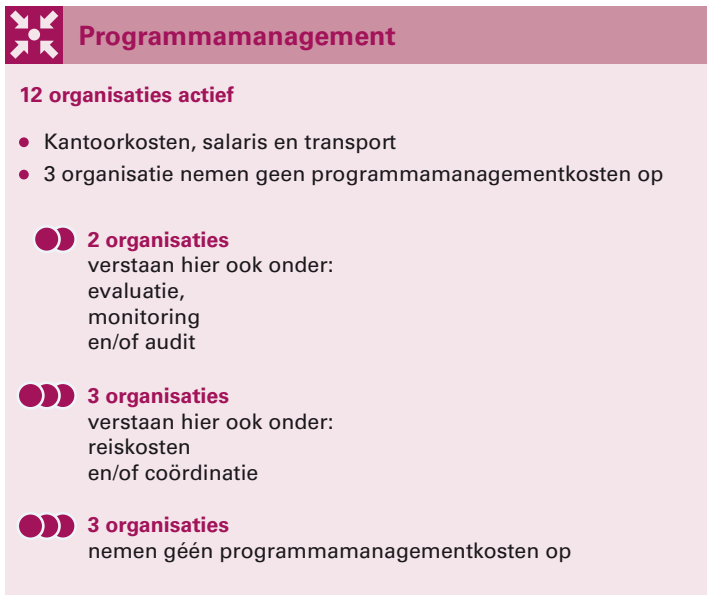 Programmamanagement
12 organisaties actief
• Kantoorkosten, salaris en transport
• 3 organisatie nemen geen programmamanagementkosten op
2 organisaties
verstaan hier ook onder:
evaluatie,
monitoring
en/of audit
3 organisaties
verstaan hier ook onder:
reiskosten
en/of coördinatie
3 organisaties
nemen géén programmamanagementkosten op